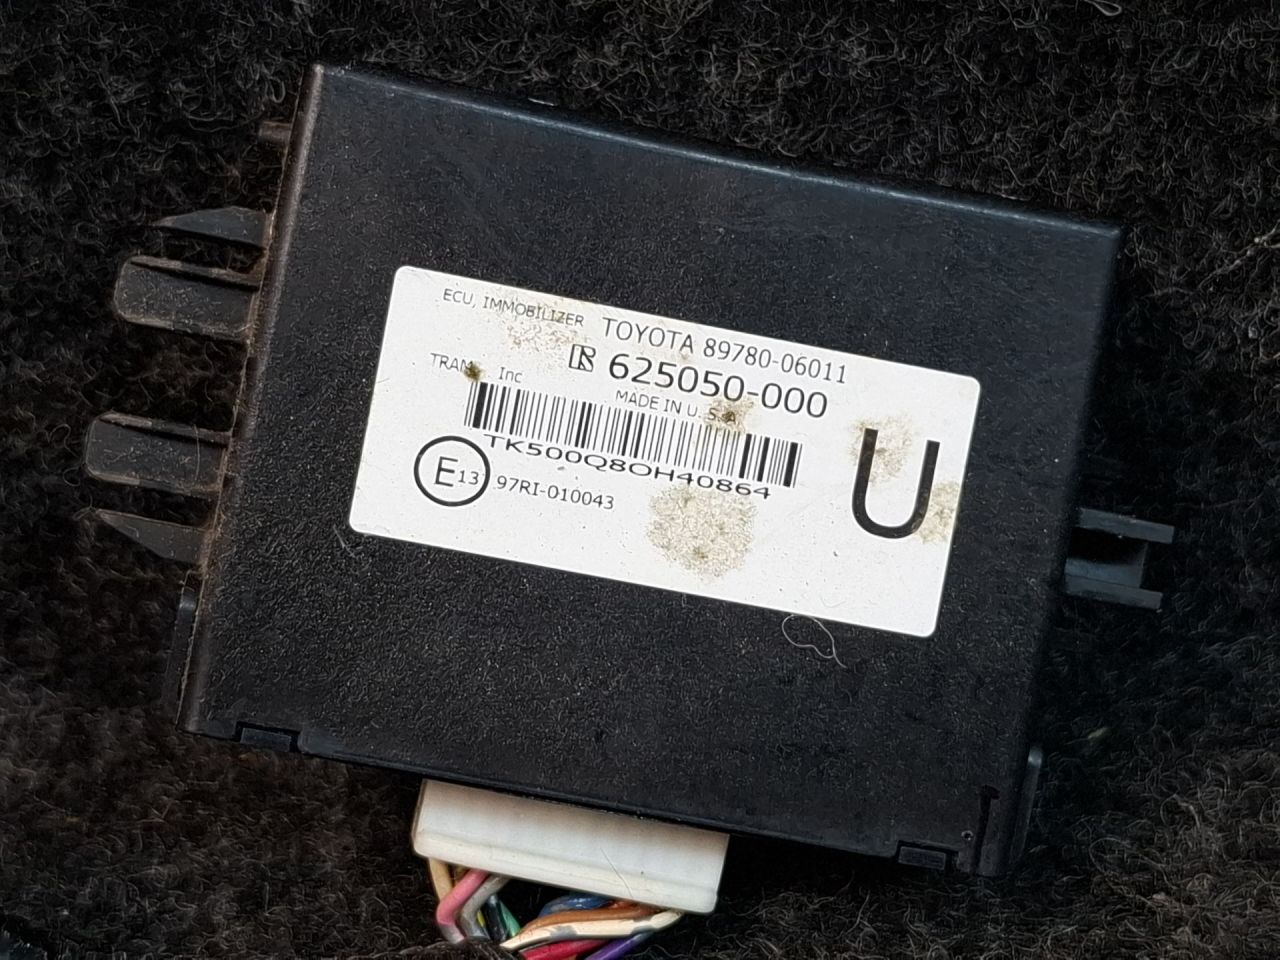 ECU, IMMOBILIZER TOYOTA 89780-06011
625050-000
Inc
MADE IN U.S.A
TK500Q8OH40864
E13 97RI-010043
U